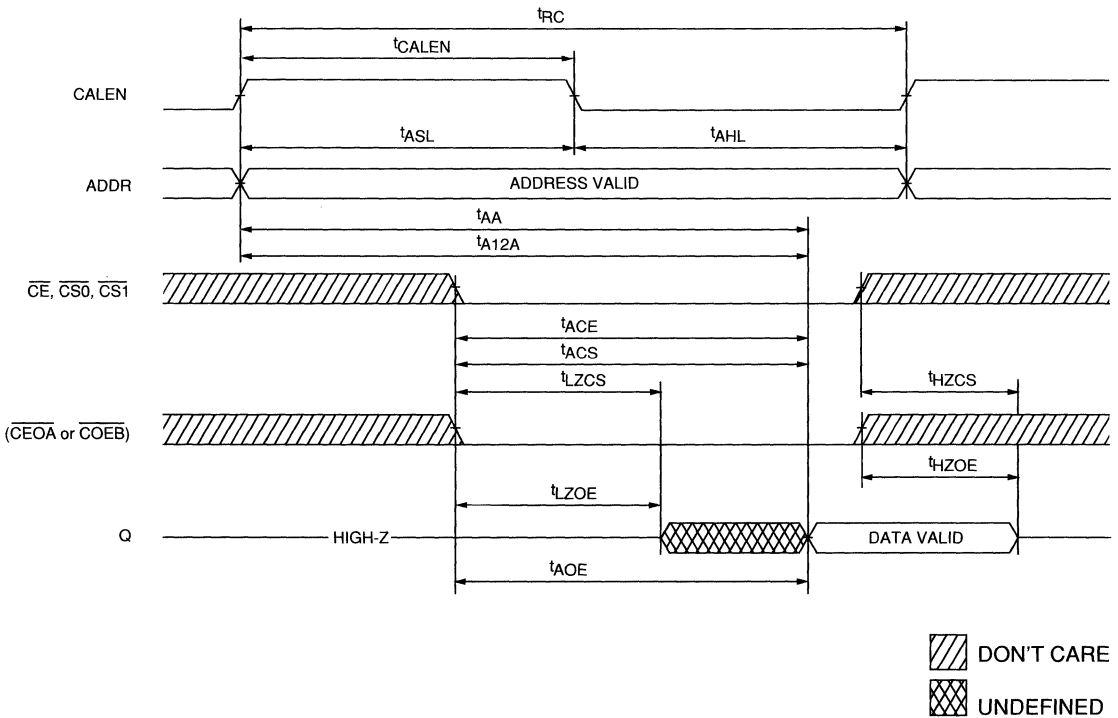 tRC
tCALEN
CALEN
tASL
tAHL
ADDR
ADDRESS VALID
tAA
tA12A
CE, CS0, CS1
tACE
tACS
tLZCS
tHZCS
(CEOA or COEB)
tHZOE
tLZOE
Q
HIGH-Z
DATA VALID
tAOE
DON'T CARE
UNDEFINED